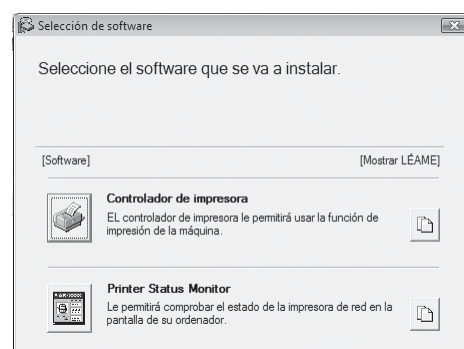 Selección de software
Seleccione el software que se va a instalar.
[Software] [Mostrar LÉAME]
Controlador de impresora
EL controlador de impresora le permitirá usar la función de
impresión de la máquina.
Printer Status Monitor
Le permitirá comprobar el estado de la impresora de red en la
pantalla de su ordenador.